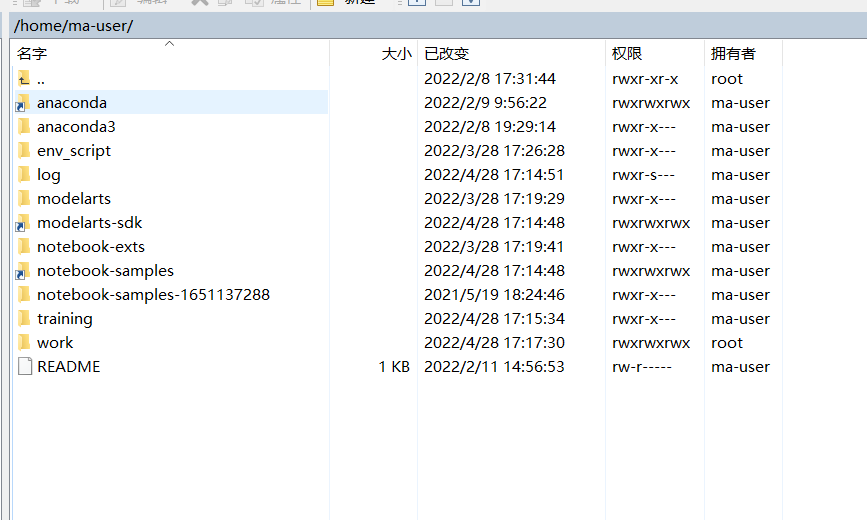 /home/ma-user/
名字 大小 已改变 权限 拥有者
.. 2022/2/8 17:31:44 rwxr-xr-x root
anaconda 2022/2/9 9:56:22 rwxrwxrwx ma-user
anaconda3 2022/2/8 19:29:14 rwxr-x--- ma-user
env_script 2022/3/28 17:26:28 rwxr-x--- ma-user
log 2022/4/28 17:14:51 rwxr-s--- ma-user
modelarts 2022/3/28 17:19:29 rwxr-x--- ma-user
modelarts-sdk 2022/4/28 17:14:48 rwxrwxrwx ma-user
notebook-exts 2022/3/28 17:19:41 rwxr-x--- ma-user
notebook-samples 2022/4/28 17:14:48 rwxrwxrwx ma-user
notebook-samples-1651137288 2021/5/19 18:24:46 rwxr-x--- ma-user
training 2022/4/28 17:15:34 rwxr-x--- ma-user
work 2022/4/28 17:17:30 rwxrwxrwx root
README 1 KB 2022/2/11 14:56:53 rw-r----- ma-user